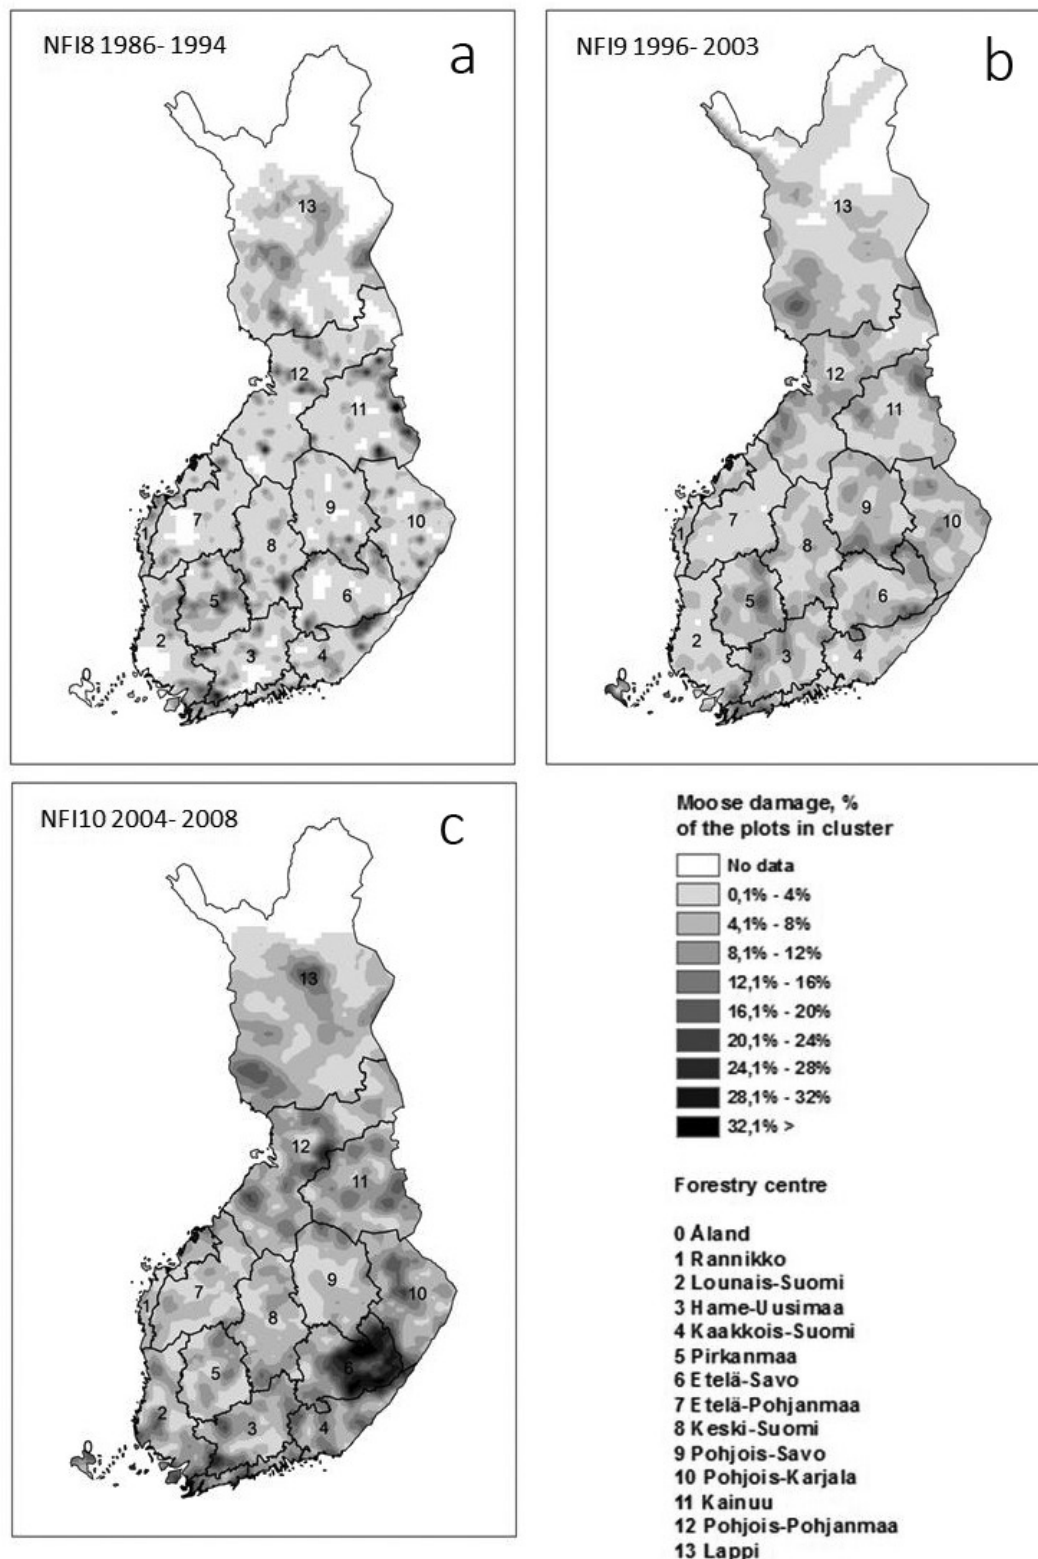 NFI8 1986- 1994
a
13
12
11
9
10
7
1
8
5
6
2
3
4
0
NFI9 1996- 2003
b
13
12
11
9
10
7
1
8
5
6
2
3
4
0
NFI10 2004- 2008
c
13
12
11
9
10
7
1
8
5
6
2
3
4
0
Moose damage, %
of the plots in cluster
No data
0,1% - 4%
4,1% - 8%
8,1% - 12%
12,1% - 16%
16,1% - 20%
20,1% - 24%
24,1% - 28%
28,1% - 32%
32,1% >
Forestry centre
0 Åland
1 Rannikko
2 Lounais-Suomi
3 Hame-Uusimaa
4 Kaakkois-Suomi
5 Pirkanmaa
6 Etelä-Savo
7 Etelä-Pohjanmaa
8 Keski-Suomi
9 Pohjois-Savo
10 Pohjois-Karjala
11 Kainuu
12 Pohjois-Pohjanmaa
13 Lappi